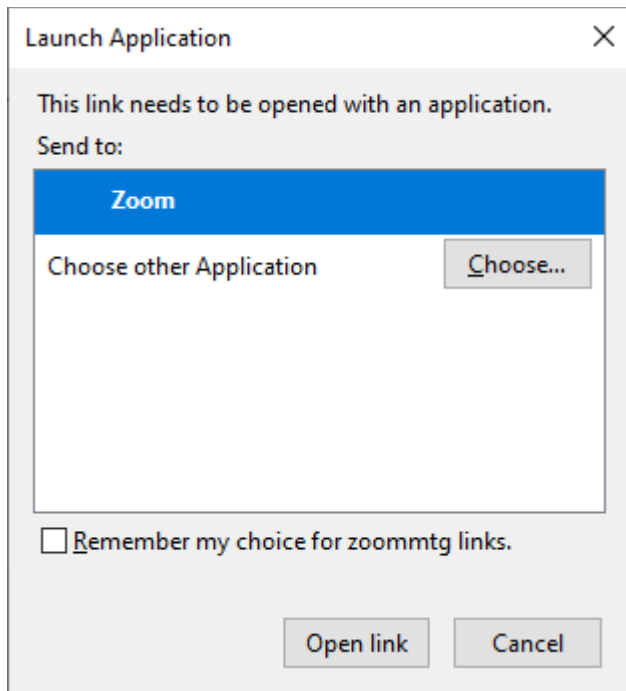 Launch Application
This link needs to be opened with an application.
Send to:
Zoom
Choose other Application
Choose...
Remember my choice for zoommtg links.
Open link
Cancel